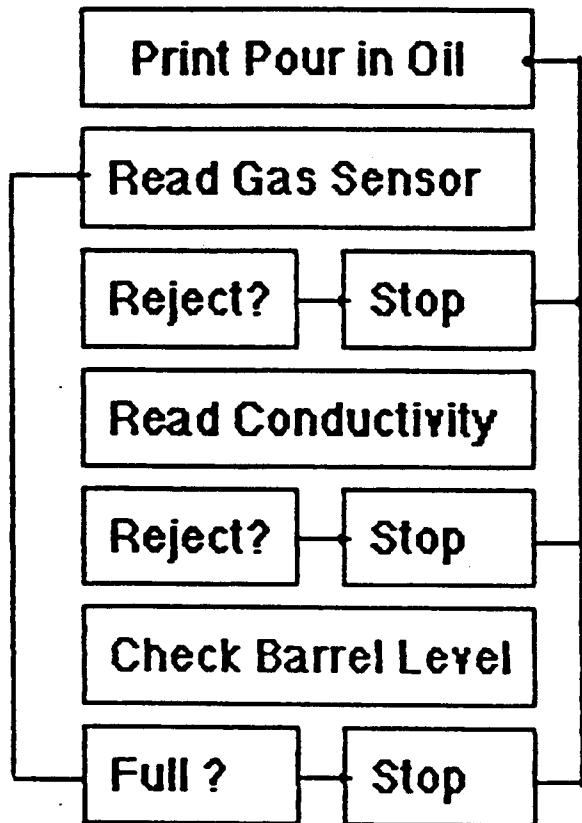 Print Pour in Oil
Read Gas Sensor
Reject? Stop
Read Conductivity
Reject? Stop
Check Barrel Level
Full ? Stop